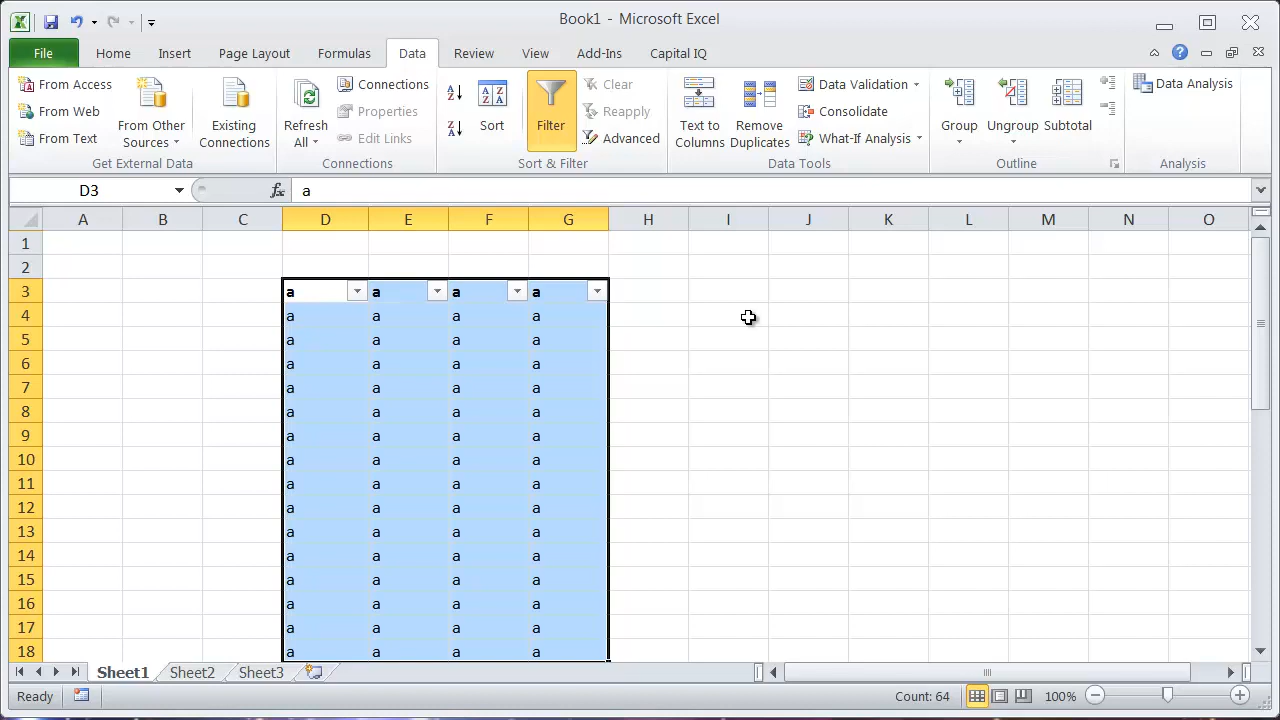 Book1 - Microsoft Excel
File Home Insert Page Layout Formulas Data Review View Add-Ins Capital IQ
From Access
From Web
From Text
From Other Sources
Existing Connections
Get External Data
Refresh All
Connections
Properties
Edit Links
Connections
Sort
Filter
Clear
Reapply
Advanced
Sort & Filter
Text to Columns
Remove Duplicates
Data Validation
Consolidate
What-If Analysis
Data Tools
Group
Ungroup
Subtotal
Outline
Data Analysis
Analysis
D3 fx a
A B C D E F G H I J K L M N O
1
2
3 a a a a
4 a a a a
5 a a a a
6 a a a a
7 a a a a
8 a a a a
9 a a a a
10 a a a a
11 a a a a
12 a a a a
13 a a a a
14 a a a a
15 a a a a
16 a a a a
17 a a a a
18 a a a a
Sheet1 Sheet2 Sheet3
Ready Count: 64 100%